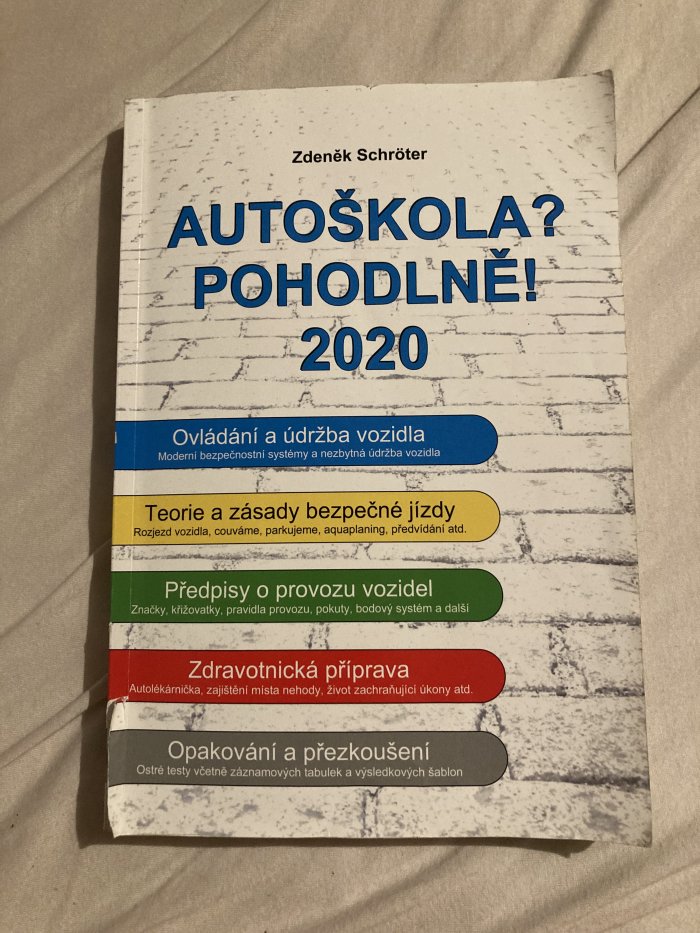 Zdeněk Schröter
AUTOŠKOLA?
POHODLNĚ!
2020
Ovládání a údržba vozidla
Moderní bezpečnostní systémy a nezbytná údržba vozidla
Teorie a zásady bezpečné jízdy
Rozjezd vozidla, couváme, parkujeme, aquaplaning, předvídání atd.
Předpisy o provozu vozidel
Značky, křižovatky, pravidla provozu, pokuty, bodový systém a další
Zdravotnická příprava
Autolékárnička, zajištění místa nehody, život zachraňující úkony atd.
Opakování a přezkoušení
Ostré testy včetně záznamových tabulek a výsledkových šablon